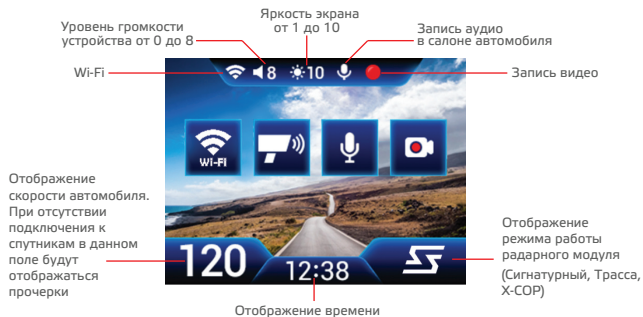 Уровень громкости
устройства от 0 до 8
Яркость экрана
от 1 до 10
Запись аудио
в салоне автомобиля
Wi-Fi
8
10
Запись видео
Wi-Fi
Отображение
скорости автомобиля.
При отсутствии
подключения к
спутникам в данном
поле будут
отображаться
прочерки
120
12:38
Отображение
режима работы
радарного модуля
(Сигнатурный, Трасса,
X-COP)
Отображение времени